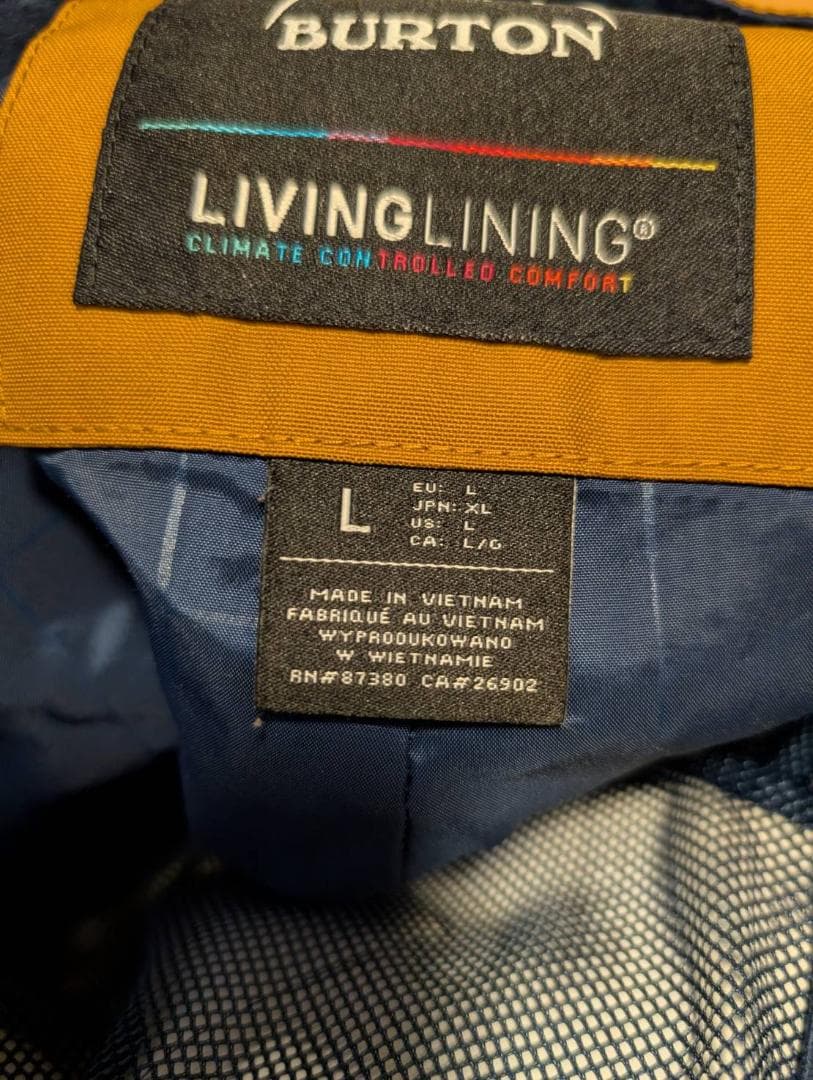 BURTON
LIVINGLINING®
CLIMATE CONTROLLED COMFORT
L
EU: L
JPN: XL
US: L
CA: L/G
MADE IN VIETNAM
FABRIQUÉ AU VIETNAM
WYPRODUKOWANO
W WIETNAMIE
RN#87380 CA#26902